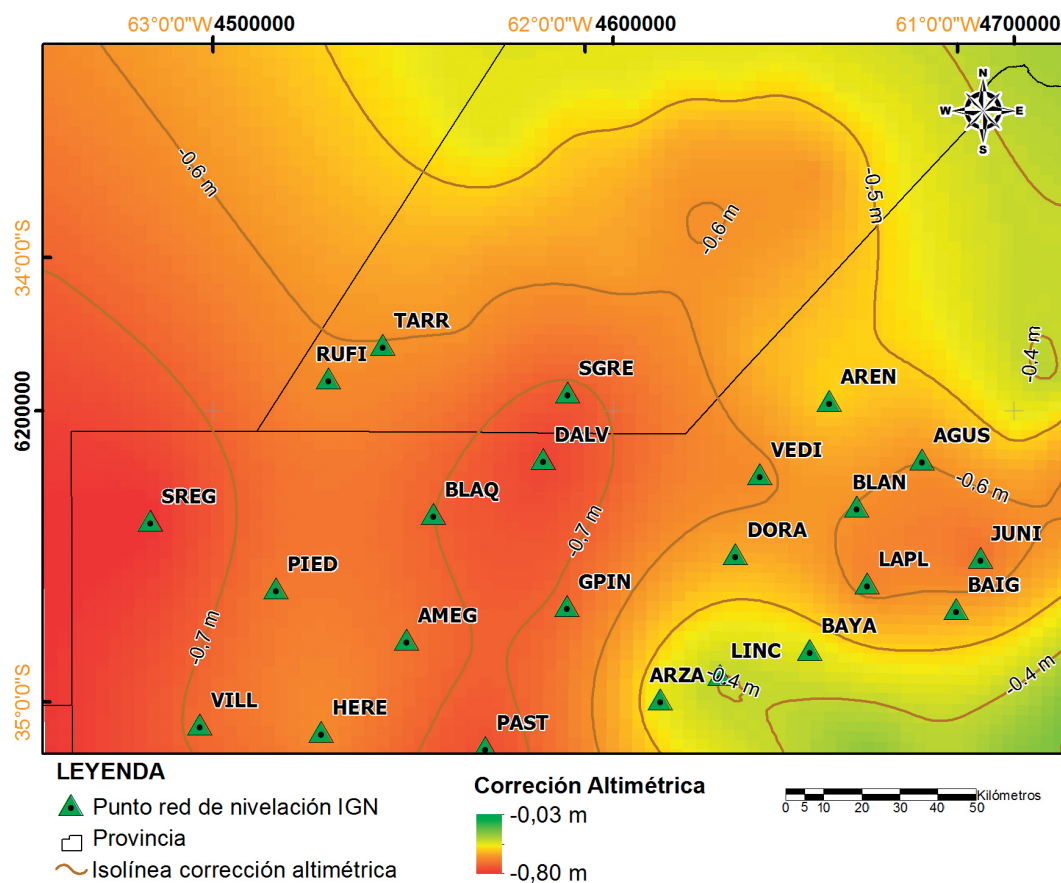 63°0'0"W 4500000 62°0'0"W 4600000 61°0'0"W 4700000
N
W E
S
-0,6 m
-0,5 m
-0,6 m
34°0'0"S
TARR
RUFI
-0,4 m
SGRE
AREN
6200000
DALV
AGUS
VEDI
-0,6 m
BLAN
SREG
BLAQ
-0,7 m
DORA
JUNI
PIED
LAPL
GPIN
BAIG
AMEG
-0,7 m
BAYA
LINC
ARZA
-0.4 m
-0.4 m
35°0'0"S
VILL
HERE
PAST
LEYENDA
Punto red de nivelación IGN
Provincia
Isolínea corrección altimétrica
Correción Altimétrica
-0,03 m
-0,80 m
0 5 10 20 30 40 50 Kilómetros